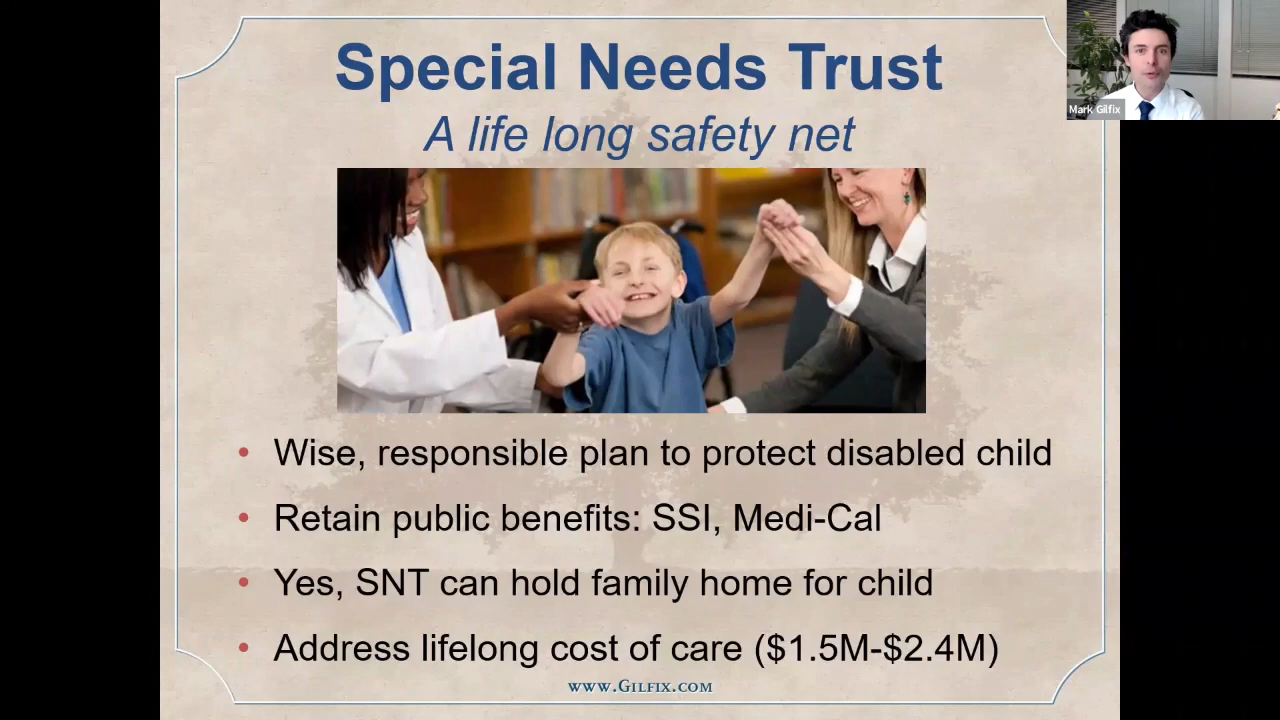 Special Needs Trust
A life long safety net
Mark Gilfix
• Wise, responsible plan to protect disabled child
• Retain public benefits: SSI, Medi-Cal
• Yes, SNT can hold family home for child
• Address lifelong cost of care ($1.5M-$2.4M)
www.Gilfix.com